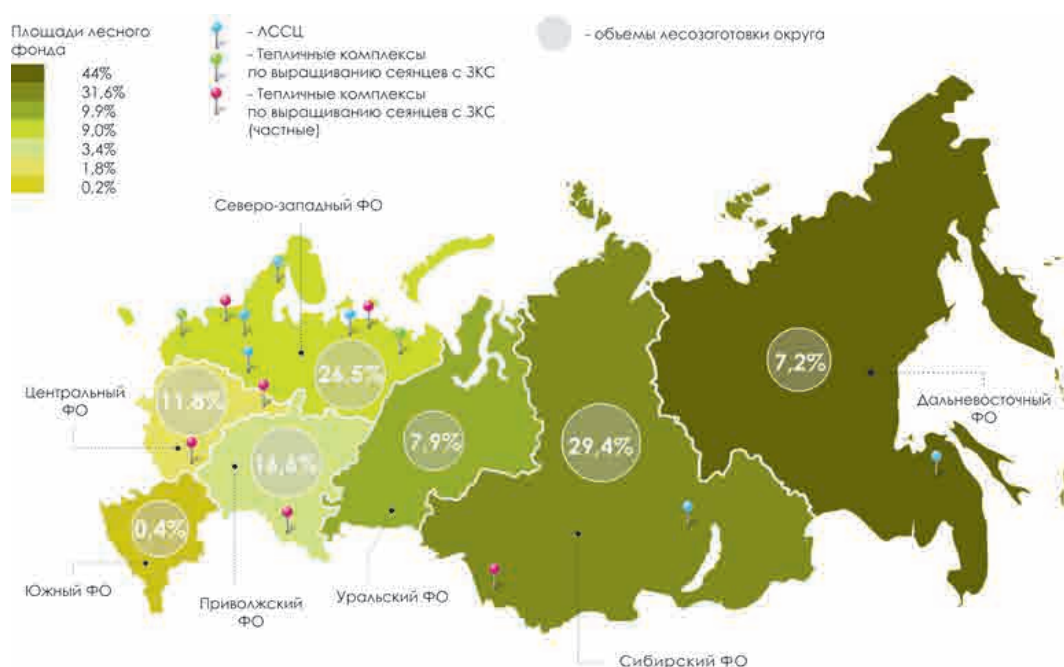 Площади лесного
фонда
44%
31,6%
9.9%
9,0%
3,4%
1,8%
0,2%
- ЛССЦ
- Тепличные комплексы
по выращиванию сеянцев с ЗКС
- Тепличные комплексы
по выращиванию сеянцев с ЗКС
(частные)
- объемы лесозаготовки округа
Северо-западный ФО
Центральный
ФО
Южный ФО
Приволжский
ФО
Уральский ФО
Сибирский ФО
Дальневосточный
ФО
26,5%
11,8%
16,6%
0,4%
7,9%
29,4%
7,2%